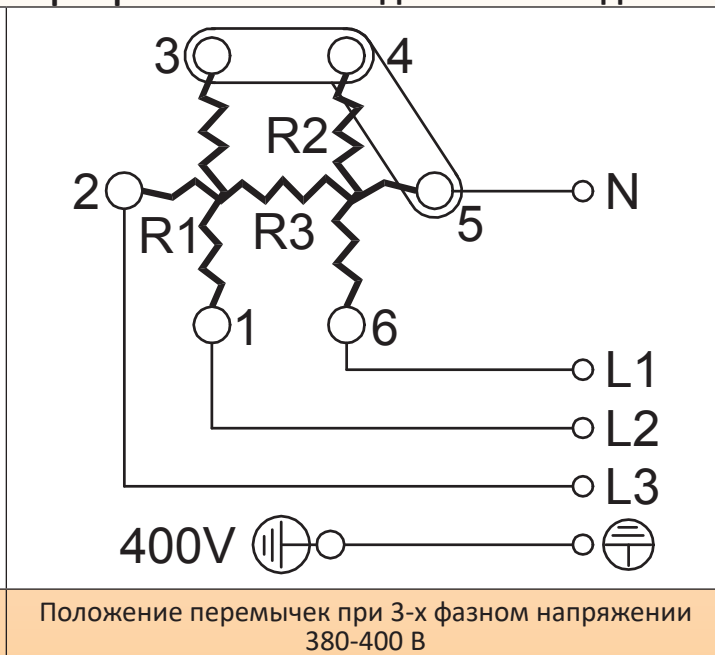 3
4
R2
2
N
R1
R3
5
1
6
L1
L2
L3
400V
Положение перемычек при 3-х фазном напряжении
380-400 В